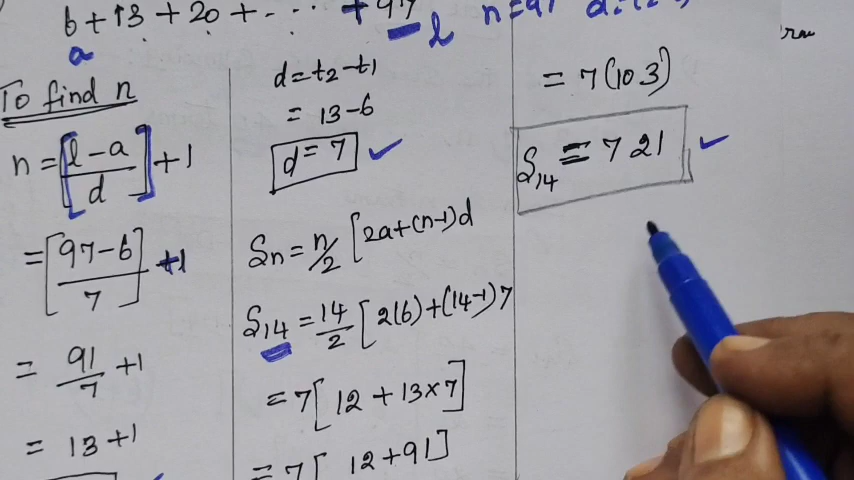 6 + 13 + 20 + ---- + 97
a
l
To find n
n = [l-a/d] + 1
= [97-6/7] + 1
= 91/7 + 1
= 13 + 1
d = t2 - t1
= 13 - 6
d = 7
Sn = n/2 [2a + (n-1)d
S14 = 14/2 [2(6) + (14-1)7
= 7[12 + 13×7]
= 7[12 + 91]
= 7(103)
S14 = 721